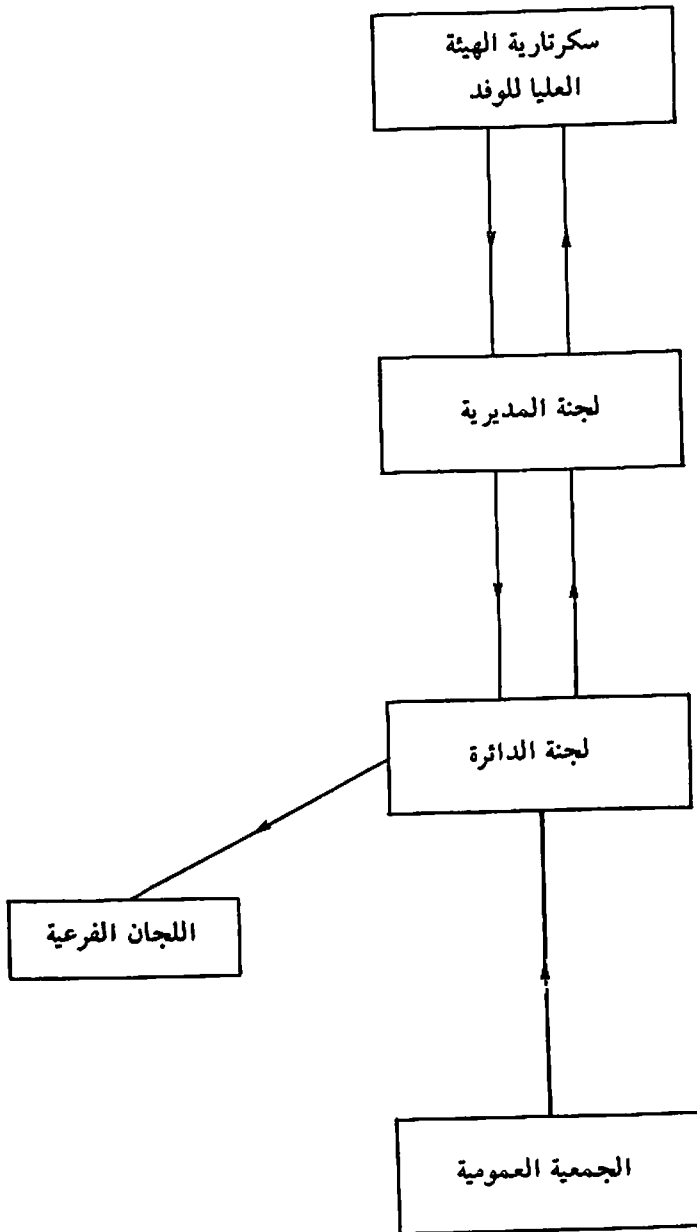 سكرتارية الهيئة
العليا للوفد
لجنة المديرية
لجنة الدائرة
اللجان الفرعية
الجمعية العمومية